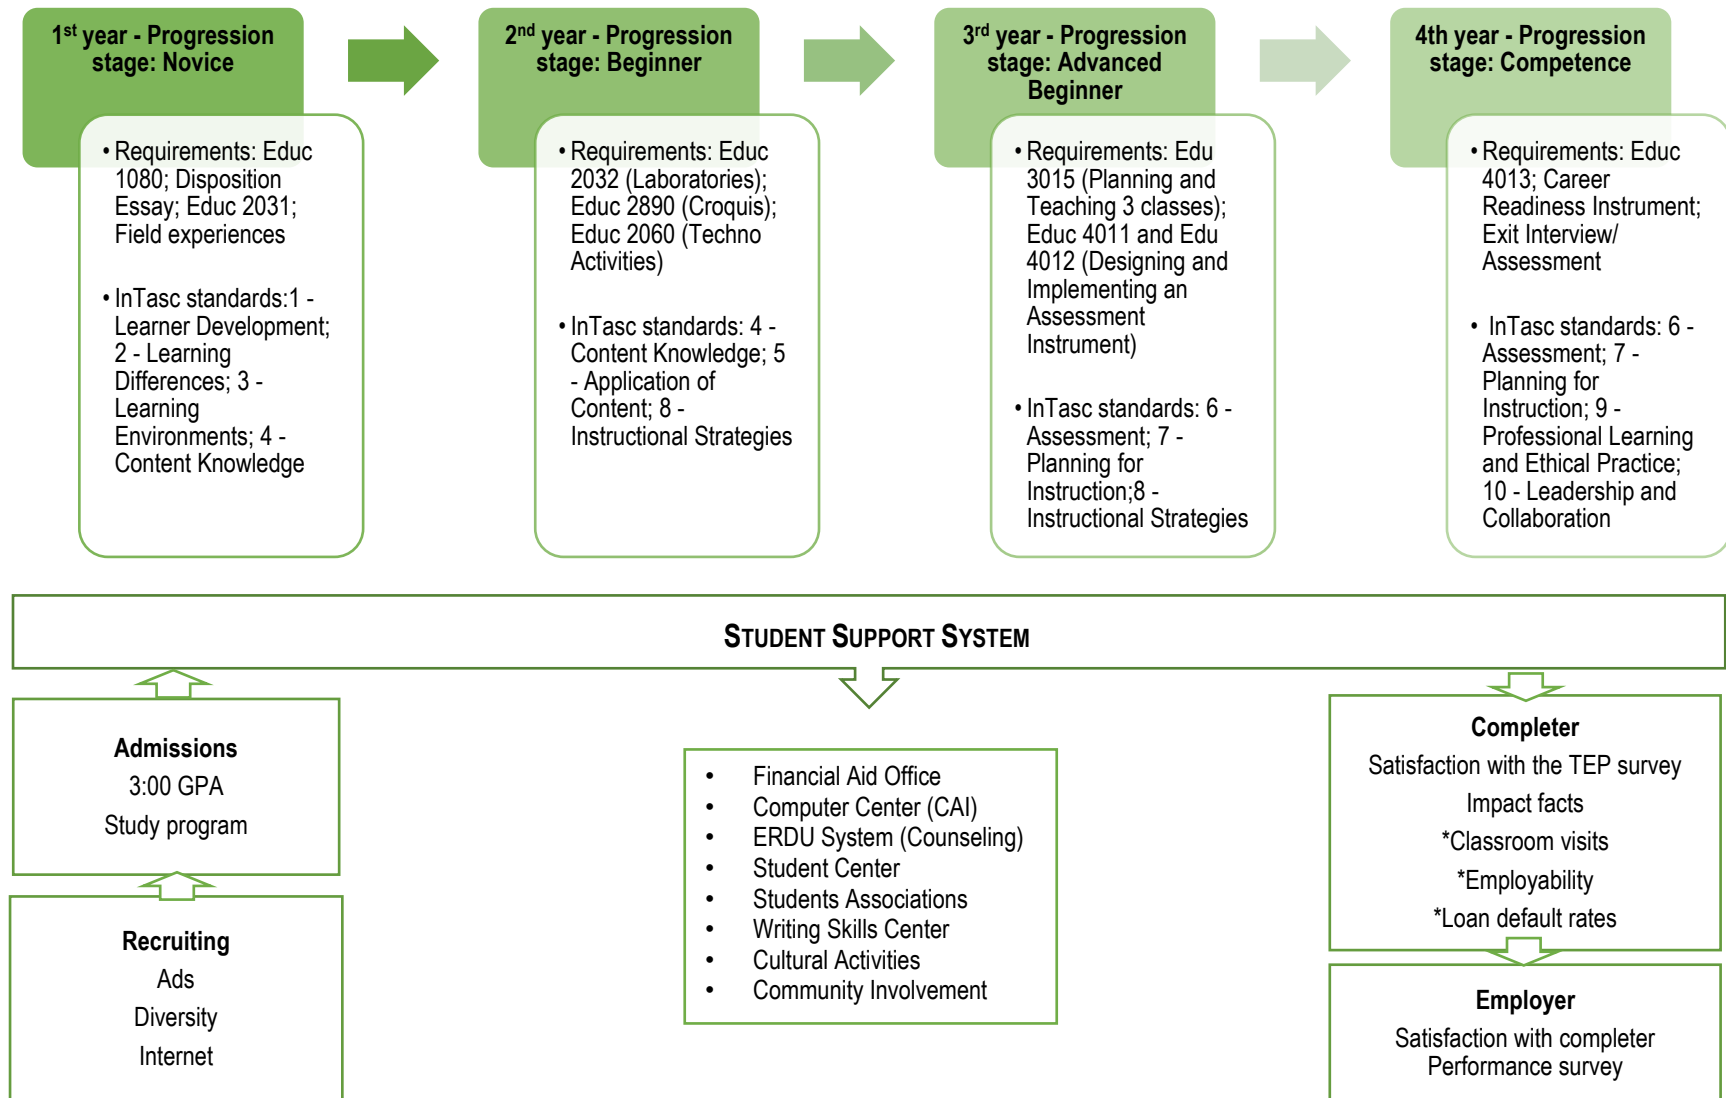 1st year - Progression
stage: Novice
• Requirements: Educ
1080; Disposition
Essay; Educ 2031;
Field experiences
• InTasc standards:1 -
Learner Development;
2 - Learning
Differences; 3 -
Learning
Environments; 4 -
Content Knowledge
2nd year - Progression
stage: Beginner
• Requirements: Educ
2032 (Laboratories);
Educ 2890 (Croquis);
Educ 2060 (Techno
Activities)
• InTasc standards: 4 -
Content Knowledge; 5
- Application of
Content; 8 -
Instructional Strategies
3rd year - Progression
stage: Advanced
Beginner
• Requirements: Edu
3015 (Planning and
Teaching 3 classes);
Educ 4011 and Edu
4012 (Designing and
Implementing an
Assessment
Instrument)
• InTasc standards: 6 -
Assessment; 7 -
Planning for
Instruction;8 -
Instructional Strategies
4th year - Progression
stage: Competence
• Requirements: Educ
4013; Career
Readiness Instrument;
Exit Interview/
Assessment
• InTasc standards: 6 -
Assessment; 7 -
Planning for
Instruction; 9 -
Professional Learning
and Ethical Practice;
10 - Leadership and
Collaboration
STUDENT SUPPORT SYSTEM
Admissions
3:00 GPA
Study program
Recruiting
Ads
Diversity
Internet
• Financial Aid Office
• Computer Center (CAI)
• ERDU System (Counseling)
• Student Center
• Students Associations
• Writing Skills Center
• Cultural Activities
• Community Involvement
Completer
Satisfaction with the TEP survey
Impact facts
*Classroom visits
*Employability
*Loan default rates
Employer
Satisfaction with completer
Performance survey